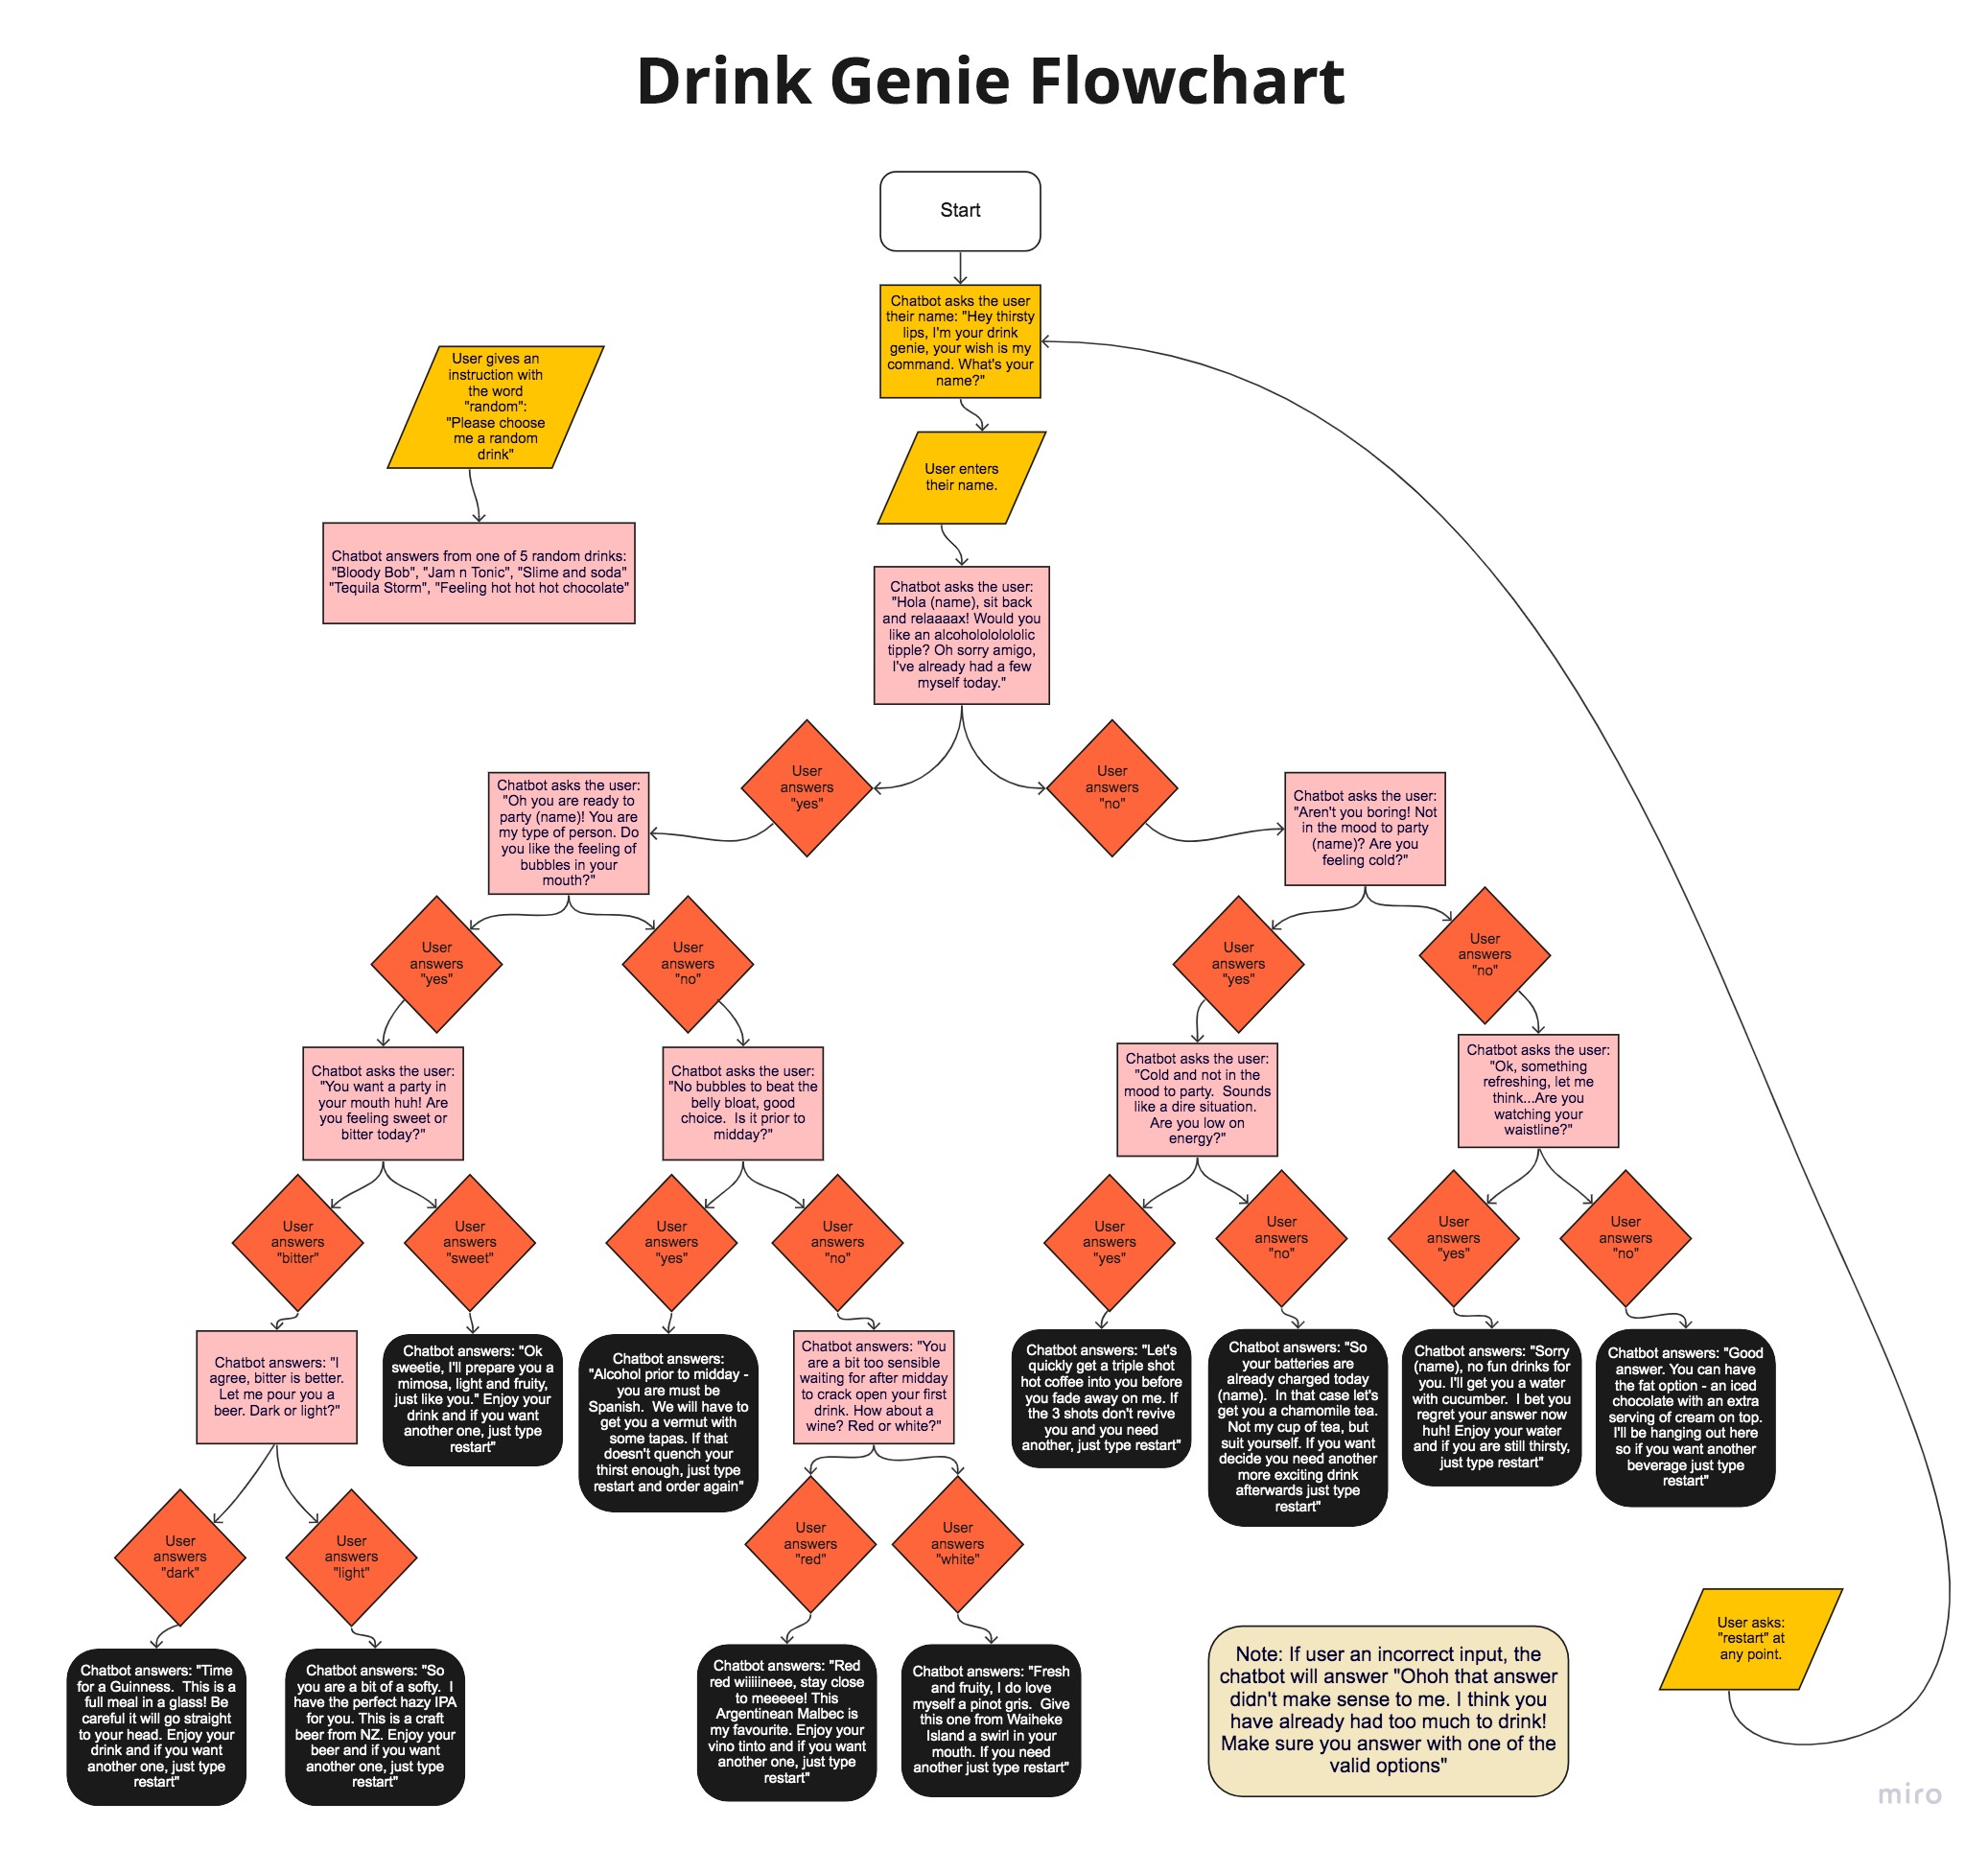 Drink Genie Flowchart
Start
Chatbot asks the user
their name: "Hey thirsty
lips, I'm your drink
genie, your wish is my
command. What's your
name?"
User gives an
instruction with
the word
"random":
"Please choose
me a random
drink"
User enters
their name.
Chatbot answers from one of 5 random drinks:
"Bloody Bob", "Jam n Tonic", "Slime and soda"
"Tequila Storm", "Feeling hot hot hot chocolate"
Chatbot asks the user:
"Hola (name), sit back
and relaaaax! Would you
like an alcoholololololic
tipple? Oh sorry amigo,
I've already had a few
myself today."
User
answers
"yes"
User
answers
"no"
Chatbot asks the user:
"Oh you are ready to
party (name)! You are
my type of person. Do
you like the feeling of
bubbles in your
mouth?"
Chatbot asks the user:
"Aren't you boring! Not
in the mood to party
(name)? Are you
feeling cold?"
User
answers
"yes"
User
answers
"no"
User
answers
"yes"
User
answers
"no"
Chatbot asks the user:
"You want a party in
your mouth huh! Are
you feeling sweet or
bitter today?"
Chatbot asks the user:
"No bubbles to beat the
belly bloat, good
choice.  Is it prior to
midday?"
Chatbot asks the user:
"Cold and not in the
mood to party.  Sounds
like a dire situation.
Are you low on
energy?"
Chatbot asks the user:
"Ok, something
refreshing, let me
think...Are you
watching your
waistline?"
User
answers
"bitter"
User
answers
"sweet"
User
answers
"yes"
User
answers
"no"
User
answers
"yes"
User
answers
"no"
User
answers
"yes"
User
answers
"no"
Chatbot answers: "I
agree, bitter is better.
Let me pour you a
beer. Dark or light?"
Chatbot answers: "Ok
sweetie, I'll prepare you a
mimosa, light and fruity,
just like you." Enjoy your
drink and if you want
another one, just type
restart"
Chatbot answers:
"Alcohol prior to midday -
you are must be
Spanish.  We will have to
get you a vermut with
some tapas. If that
doesn't quench your
thirst enough, just type
restart and order again"
Chatbot answers: "You
are a bit too sensible
waiting for after midday
to crack open your first
drink. How about a
wine? Red or white?"
Chatbot answers: "Let's
quickly get a triple shot
hot coffee into you before
you fade away on me. If
the 3 shots don't revive
you and you need
another, just type restart"
Chatbot answers: "So
your batteries are
already charged today
(name).  In that case let's
get you a chamomile tea.
Not my cup of tea, but
suit yourself. If you want
decide you need another
more exciting drink
afterwards just type
restart"
Chatbot answers: "Sorry
(name), no fun drinks for
you. I'll get you a water
with cucumber.  I bet you
regret your answer now
huh! Enjoy your water
and if you are still thirsty,
just type restart"
Chatbot answers: "Good
answer. You can have
the fat option - an iced
chocolate with an extra
serving of cream on top.
I'll be hanging out here
so if you want another
beverage just type
restart"
User
answers
"dark"
User
answers
"light"
User
answers
"red"
User
answers
"white"
Chatbot answers: "Time
for a Guinness.  This is a
full meal in a glass! Be
careful it will go straight
to your head. Enjoy your
drink and if you want
another one, just type
restart"
Chatbot answers: "So
you are a bit of a softy.  I
have the perfect hazy IPA
for you. This is a craft
beer from NZ. Enjoy your
beer and if you want
another one, just type
restart"
Chatbot answers: "Red
red wiiiiineee, stay close
to meeeee! This
Argentinean Malbec is
my favourite. Enjoy your
vino tinto and if you want
another one, just type
restart"
Chatbot answers: "Fresh
and fruity, I do love
myself a pinot gris.  Give
this one from Waiheke
Island a swirl in your
mouth. If you need
another just type restart"
Note: If user an incorrect input, the
chatbot will answer "Ohoh that answer
didn't make sense to me. I think you
have already had too much to drink!
Make sure you answer with one of the
valid options"
User asks:
"restart" at
any point.
miro